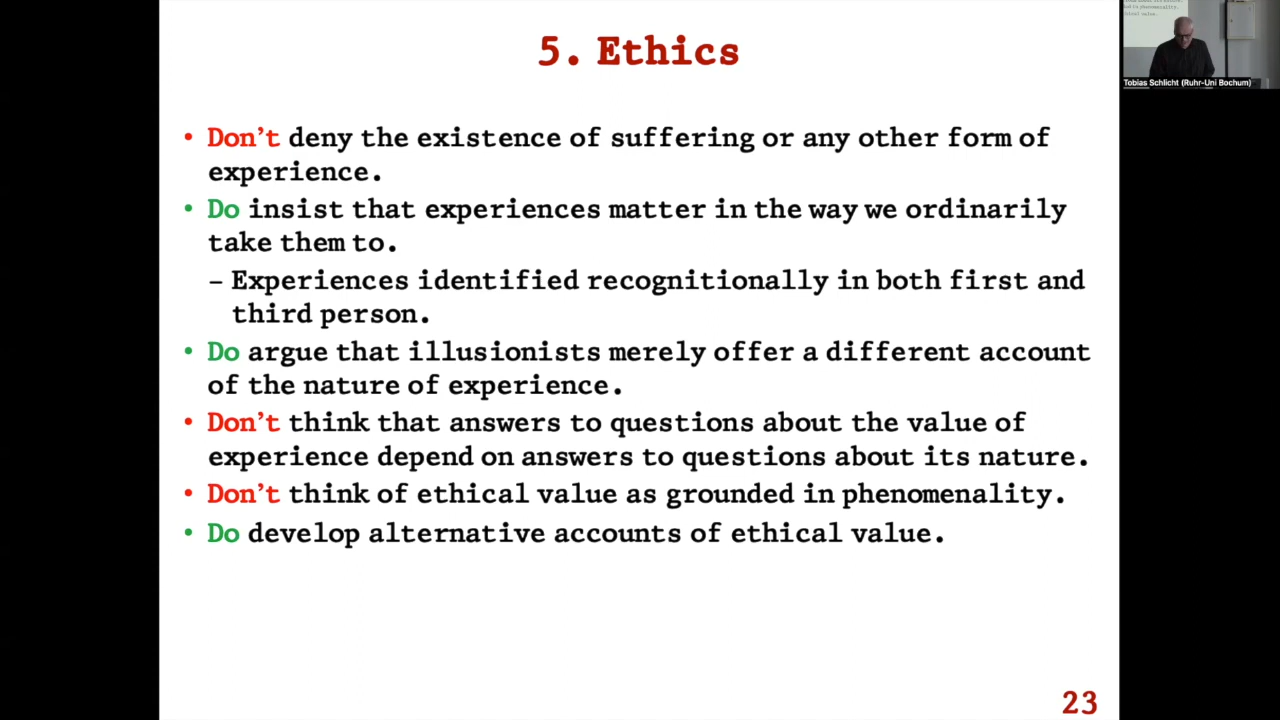 5. Ethics
• Don't deny the existence of suffering or any other form of
experience.
• Do insist that experiences matter in the way we ordinarily
take them to.
– Experiences identified recognitionally in both first and
third person.
• Do argue that illusionists merely offer a different account
of the nature of experience.
• Don't think that answers to questions about the value of
experience depend on answers to questions about its nature.
• Don't think of ethical value as grounded in phenomenality.
• Do develop alternative accounts of ethical value.
23
Tobias Schlicht (Ruhr-Uni Bochum)